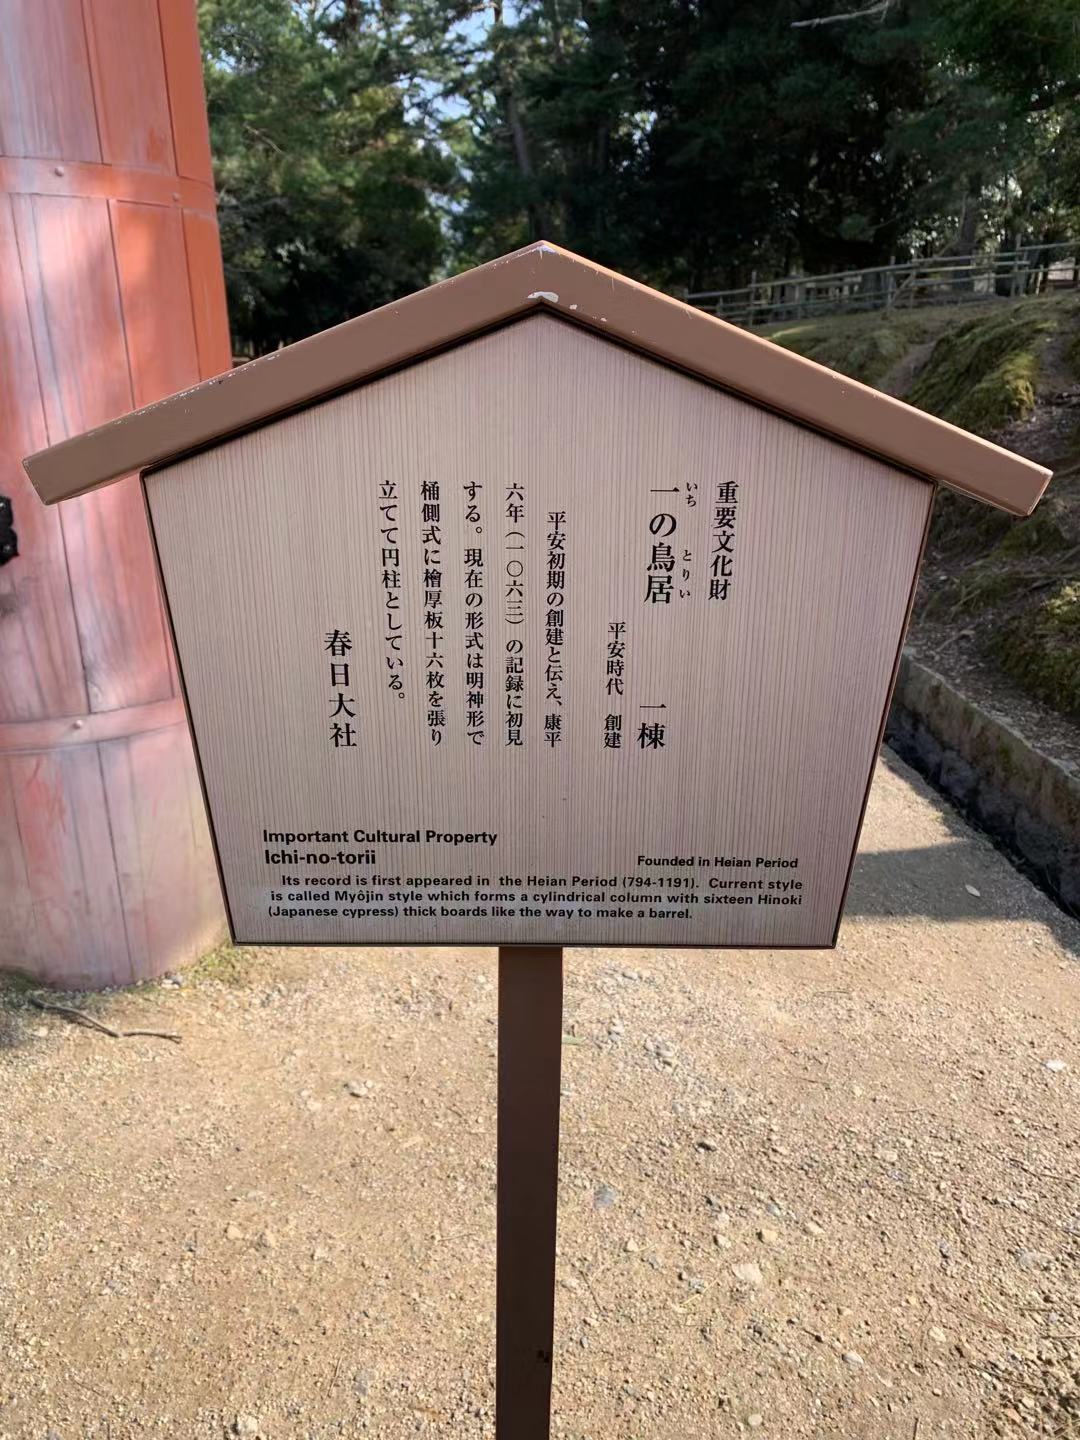 重要文化財
一の鳥居 一棟
いち とりい
平安時代 創建
平安初期の創建と伝え、康平
六年(一〇六三)の記録に初見
する。現在の形式は明神形で
桶側式に檜厚板十六枚を張り
立てて円柱としている。
春日大社
Important Cultural Property
Ichi-no-torii
Founded in Heian Period
Its record is first appeared in the Heian Period (794-1191). Current style
is called Myôjin style which forms a cylindrical column with sixteen Hinoki
(Japanese cypress) thick boards like the way to make a barrel.